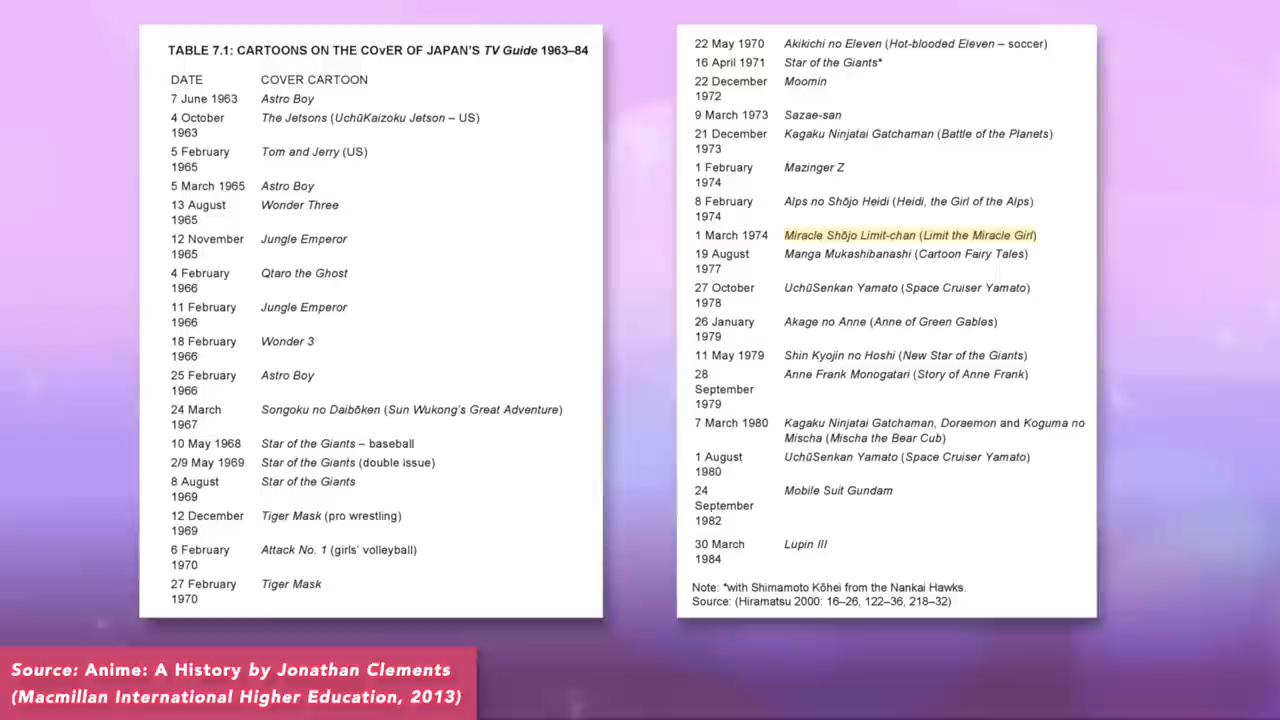 TABLE 7.1: CARTOONS ON THE COvER OF JAPAN'S TV Guide 1963–84
DATE COVER CARTOON
7 June 1963 Astro Boy
4 October The Jetsons (UchūKaizoku Jetson – US)
1963
5 February Tom and Jerry (US)
1965
5 March 1965 Astro Boy
13 August Wonder Three
1965
12 November Jungle Emperor
1965
4 February Qtaro the Ghost
1966
11 February Jungle Emperor
1966
18 February Wonder 3
1966
25 February Astro Boy
1966
24 March Songoku no Daibōken (Sun Wukong's Great Adventure)
1967
10 May 1968 Star of the Giants – baseball
2/9 May 1969 Star of the Giants (double issue)
8 August Star of the Giants
1969
12 December Tiger Mask (pro wrestling)
1969
6 February Attack No. 1 (girls' volleyball)
1970
27 February Tiger Mask
1970
22 May 1970 Akikichi no Eleven (Hot-blooded Eleven – soccer)
16 April 1971 Star of the Giants*
22 December Moomin
1972
9 March 1973 Sazae-san
21 December Kagaku Ninjatai Gatchaman (Battle of the Planets)
1973
1 February Mazinger Z
1974
8 February Alps no Shōjo Heidi (Heidi, the Girl of the Alps)
1974
1 March 1974 Miracle Shōjo Limit-chan (Limit the Miracle Girl)
19 August Manga Mukashibanashi (Cartoon Fairy Tales)
1977
27 October UchūSenkan Yamato (Space Cruiser Yamato)
1978
26 January Akage no Anne (Anne of Green Gables)
1979
11 May 1979 Shin Kyojin no Hoshi (New Star of the Giants)
28 Anne Frank Monogatari (Story of Anne Frank)
September
1979
7 March 1980 Kagaku Ninjatai Gatchaman, Doraemon and Koguma no
Mischa (Mischa the Bear Cub)
1 August UchūSenkan Yamato (Space Cruiser Yamato)
1980
24 Mobile Suit Gundam
September
1982
30 March Lupin III
1984
Note: *with Shimamoto Kōhei from the Nankai Hawks.
Source: (Hiramatsu 2000: 16–26, 122–36, 218–32)
Source: Anime: A History by Jonathan Clements
(Macmillan International Higher Education, 2013)